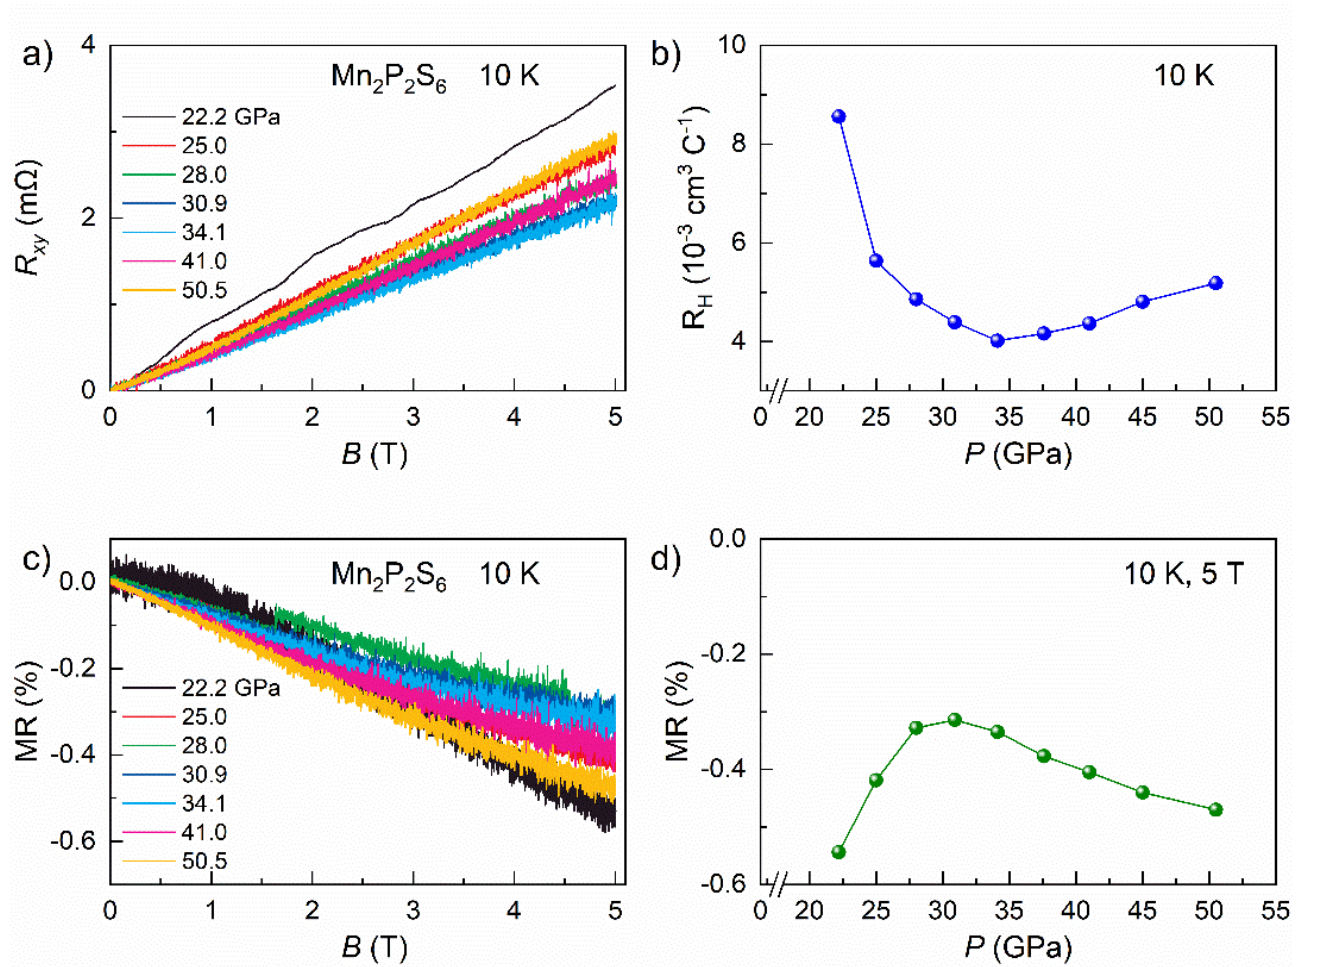 a)
Mn2P2S6 10 K
4
2
0
Rxy (mΩ)
22.2 GPa
25.0
28.0
30.9
34.1
41.0
50.5
0 1 2 3 4 5
B (T)
b)
10 K
10
8
6
4
RH (10-3 cm3 C-1)
0 20 25 30 35 40 45 50 55
P (GPa)
c)
Mn2P2S6 10 K
0.0
-0.2
-0.4
-0.6
MR (%)
22.2 GPa
25.0
28.0
30.9
34.1
41.0
50.5
0 1 2 3 4 5
B (T)
d)
10 K, 5 T
0.0
-0.2
-0.4
-0.6
MR (%)
0 20 25 30 35 40 45 50 55
P (GPa)